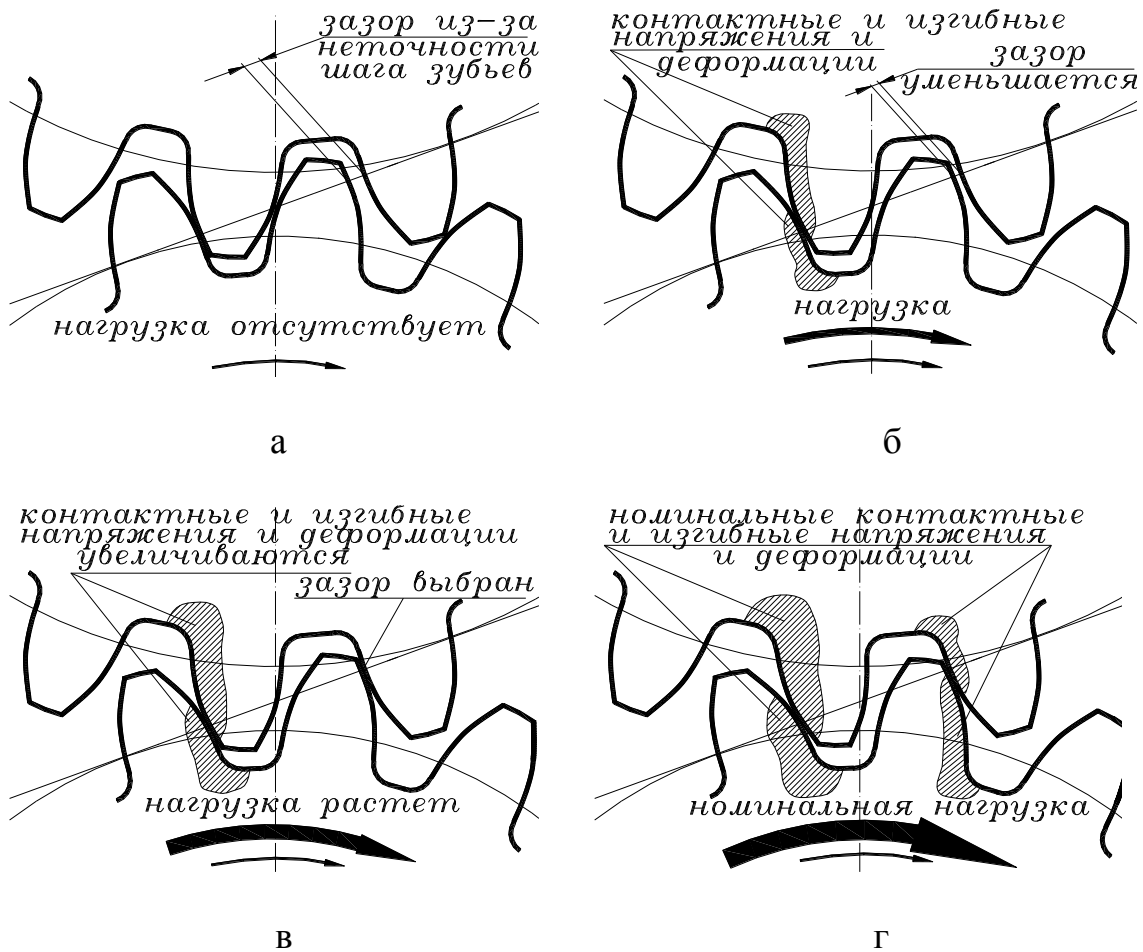 зазор из-за
неточности
шага зубьев
нагрузка отсутствует
а
контактные и изгибные
напряжения и
деформации
зазор
уменьшается
нагрузка
б
контактные и изгибные
напряжения и деформации
увеличиваются
зазор выбран
нагрузка растет
в
номинальные контактные
и изгибные напряжения
и деформации
номинальная нагрузка
г